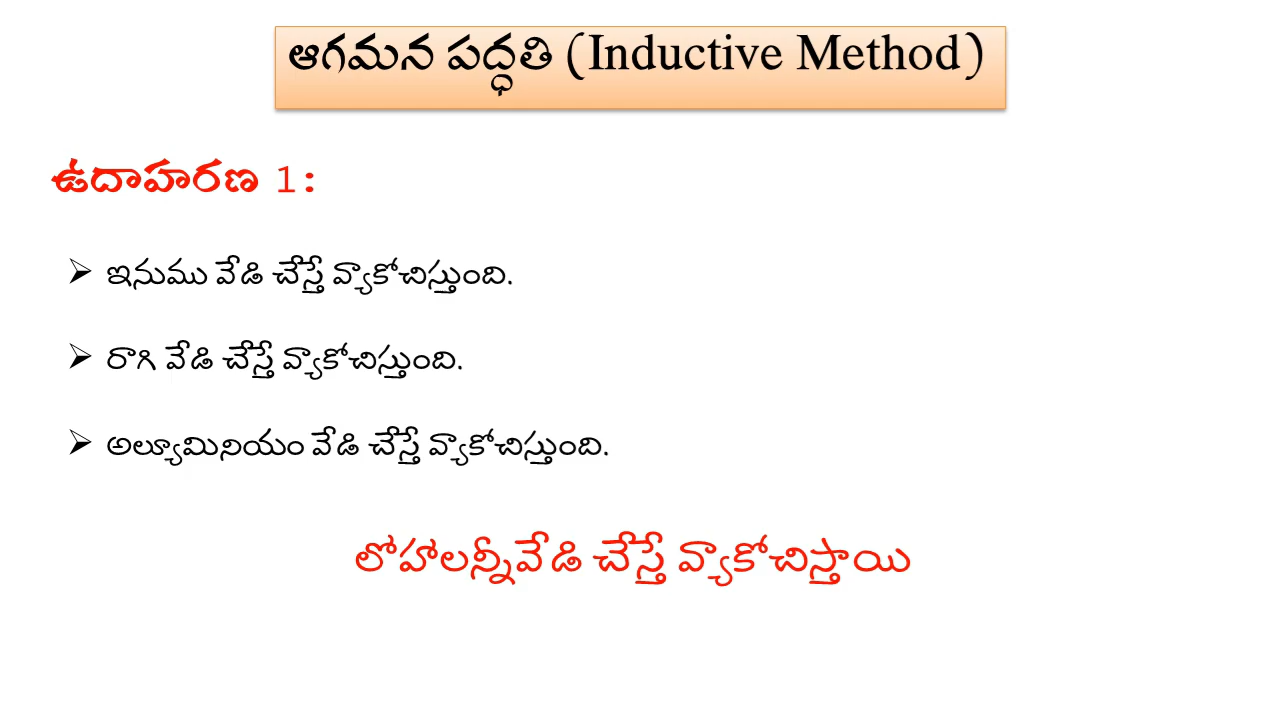 ఆగమన పద్ధతి (Inductive Method)
ఉదాహరణ 1:
➢ ఇనుము వేడి చేస్తే వ్యాకోచిస్తుంది.
➢ రాగి వేడి చేస్తే వ్యాకోచిస్తుంది.
➢ అల్యూమినియం వేడి చేస్తే వ్యాకోచిస్తుంది.
లోహాలన్నీవేడి చేస్తే వ్యాకోచిస్తాయి